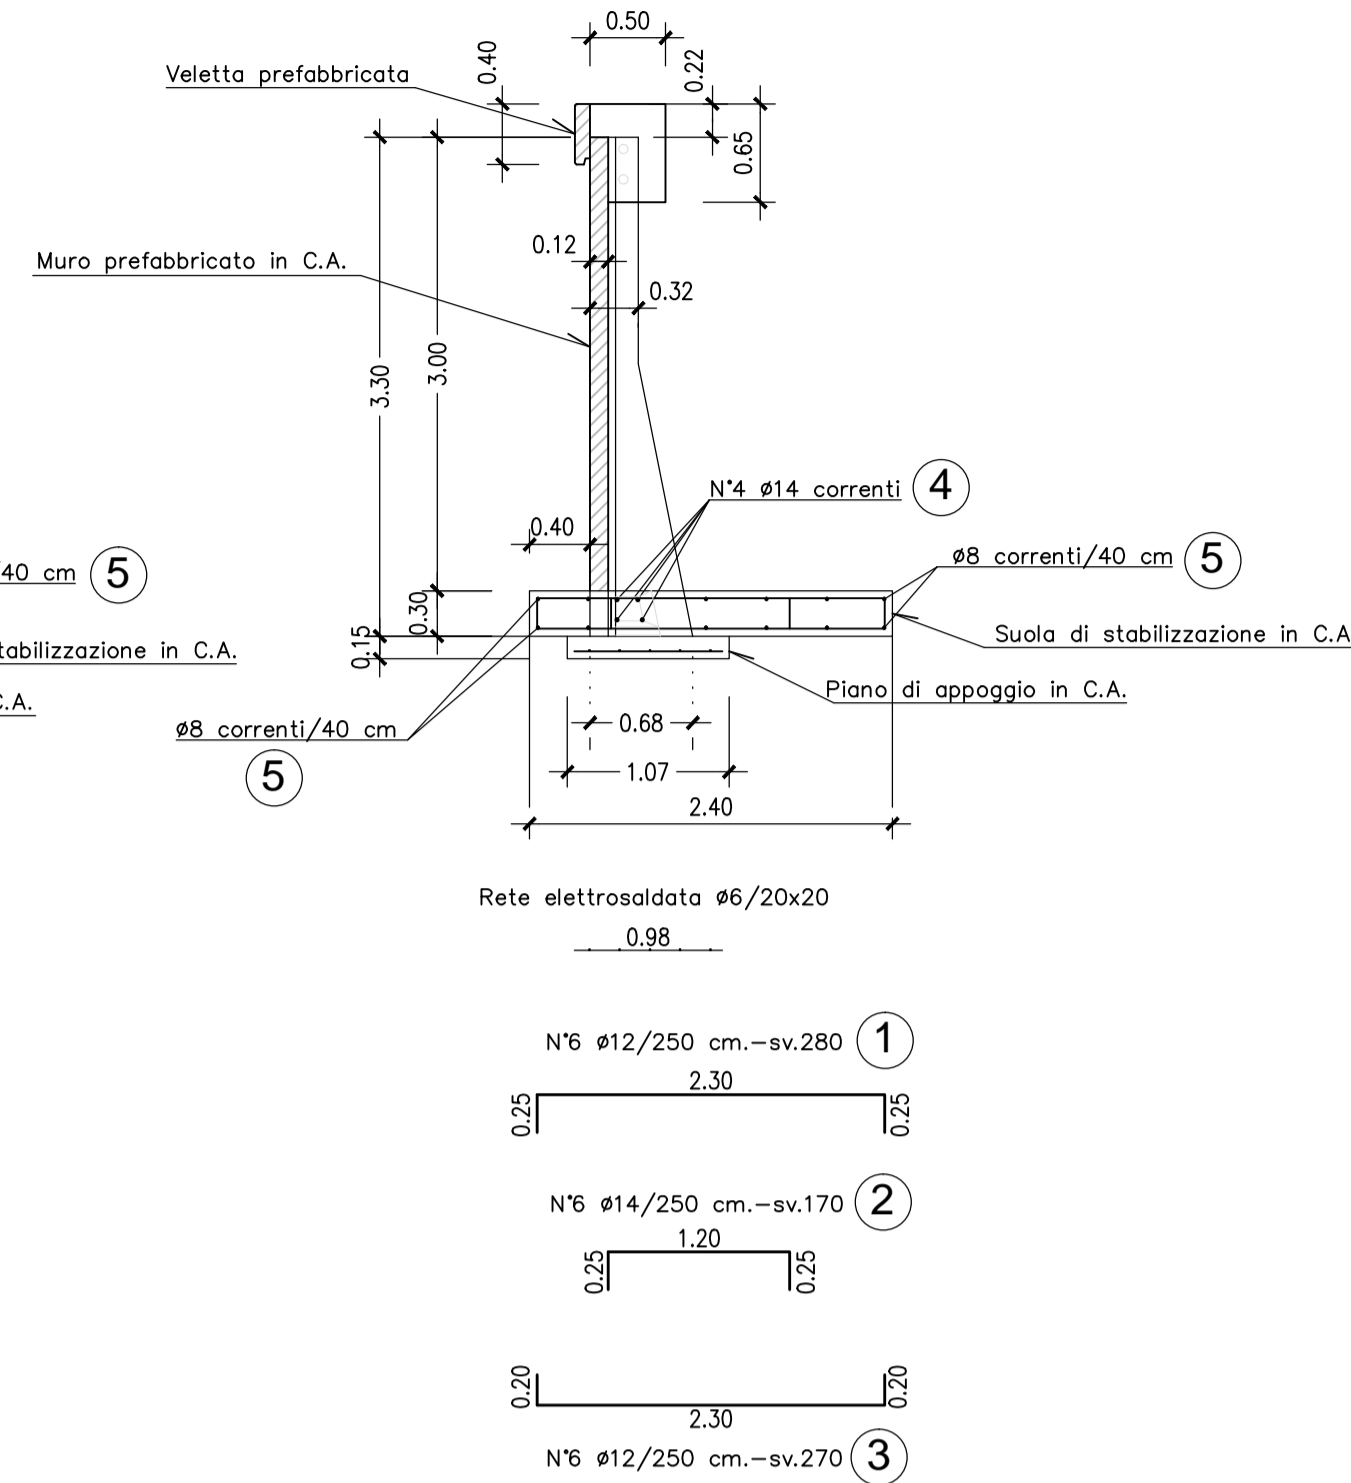 0.50
0.40
0.22
Veletta prefabbricata
0.65
0.12
Muro prefabbricato in C.A.
0.32
3.30
3.00
N°4 ø14 correnti 4
0.40
/40 cm 5
ø8 correnti/40 cm 5
0.30
0.15
Suola di stabilizzazione in C.A
tabilizzazione in C.A.
Piano di appoggio in C.A.
C.A.
0.68
ø8 correnti/40 cm
5
1.07
2.40
Rete elettrosaldata ø6/20x20
0.98
N°6 ø12/250 cm.-sv.280 1
2.30
0.25
0.25
N°6 ø14/250 cm.-sv.170 2
1.20
0.25
0.25
0.20
0.20
2.30
N°6 ø12/250 cm.-sv.270 3